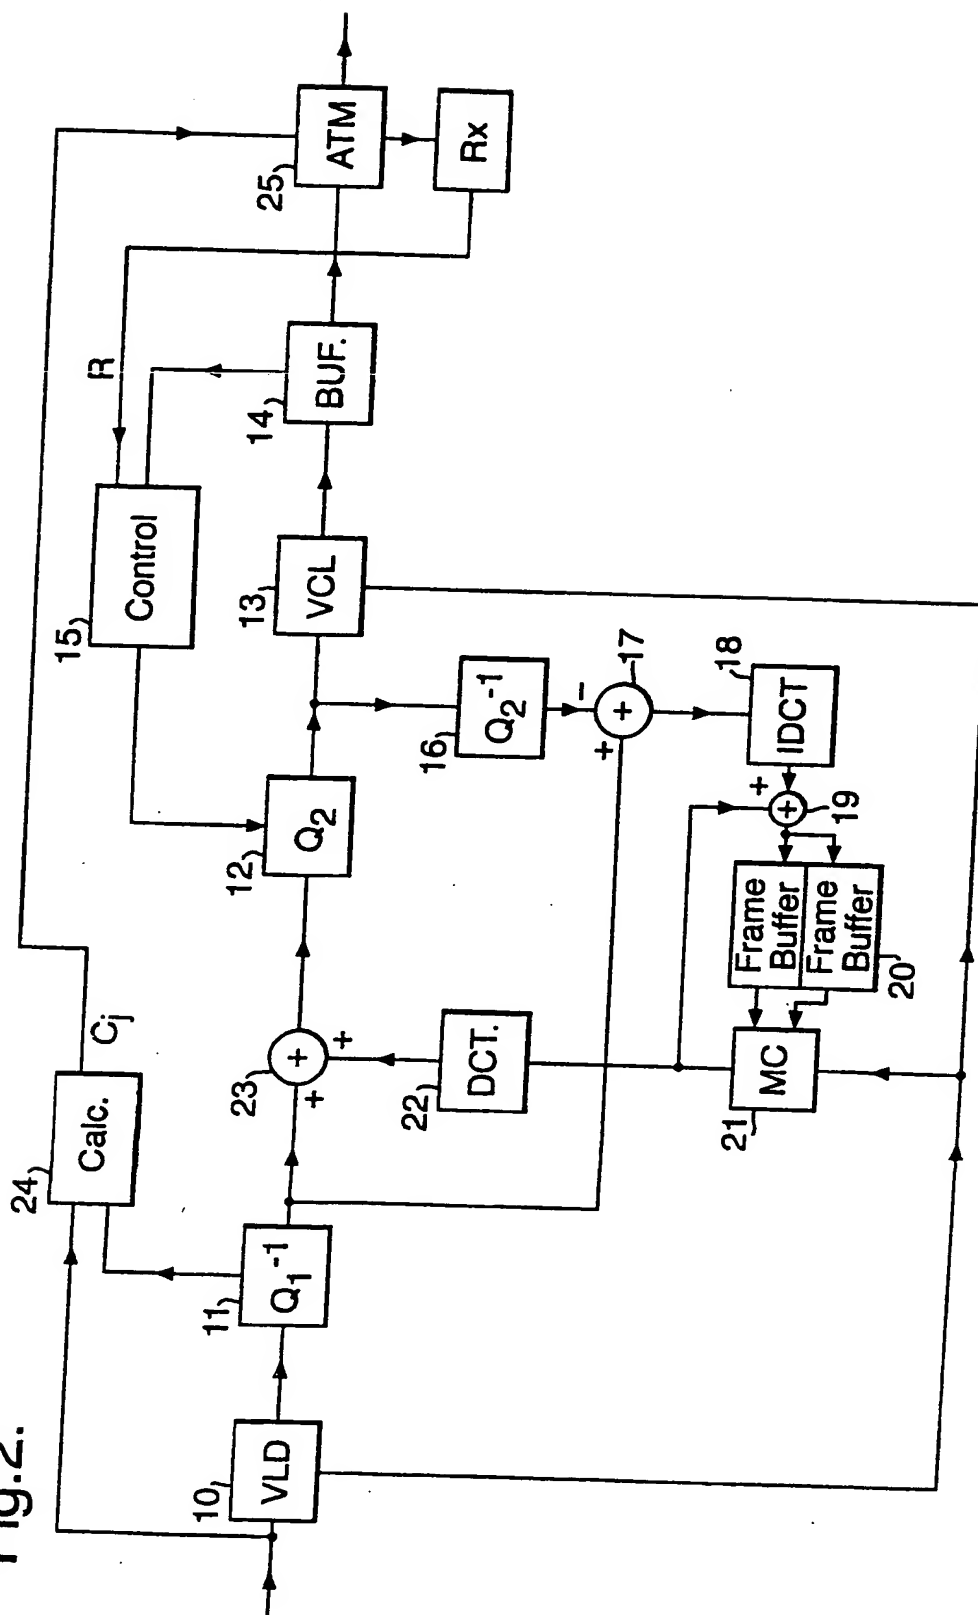 Fig.2.
24
Calc.
Cj
15
Control
R
25
ATM
Rx
10
VLD
11
Q1-1
23
+
+
+
12
Q2
13
VCL
14
BUF.
22
DCT.
16
Q2-1
-
+
+
17
18
IDCT
+
+
19
Frame
Buffer
Frame
Buffer
20
21
MC